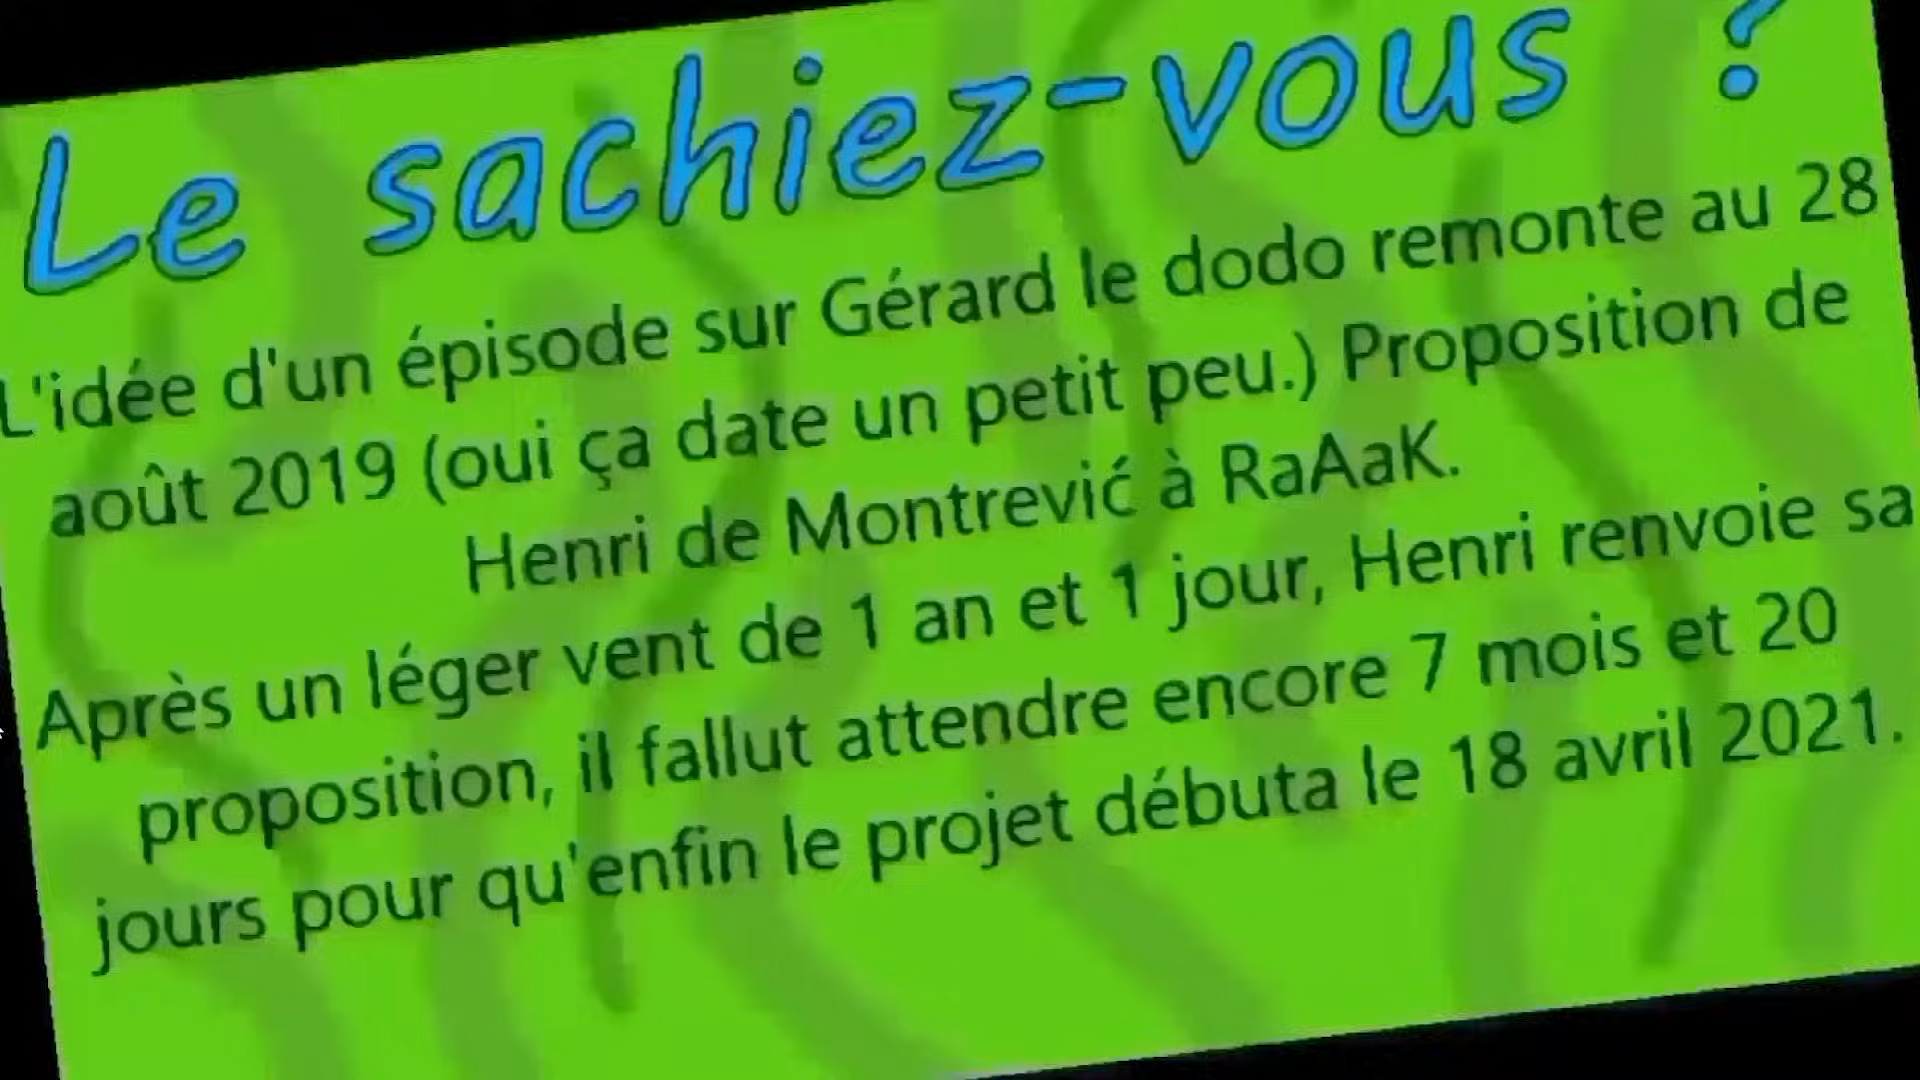 Le sachiez-vous ?
L'idée d'un épisode sur Gérard le dodo remonte au 28
août 2019 (oui ça date un petit peu.) Proposition de
Henri de Montrević à RaAaK.
Après un léger vent de 1 an et 1 jour, Henri renvoie sa
proposition, il fallut attendre encore 7 mois et 20
jours pour qu'enfin le projet débuta le 18 avril 2021.